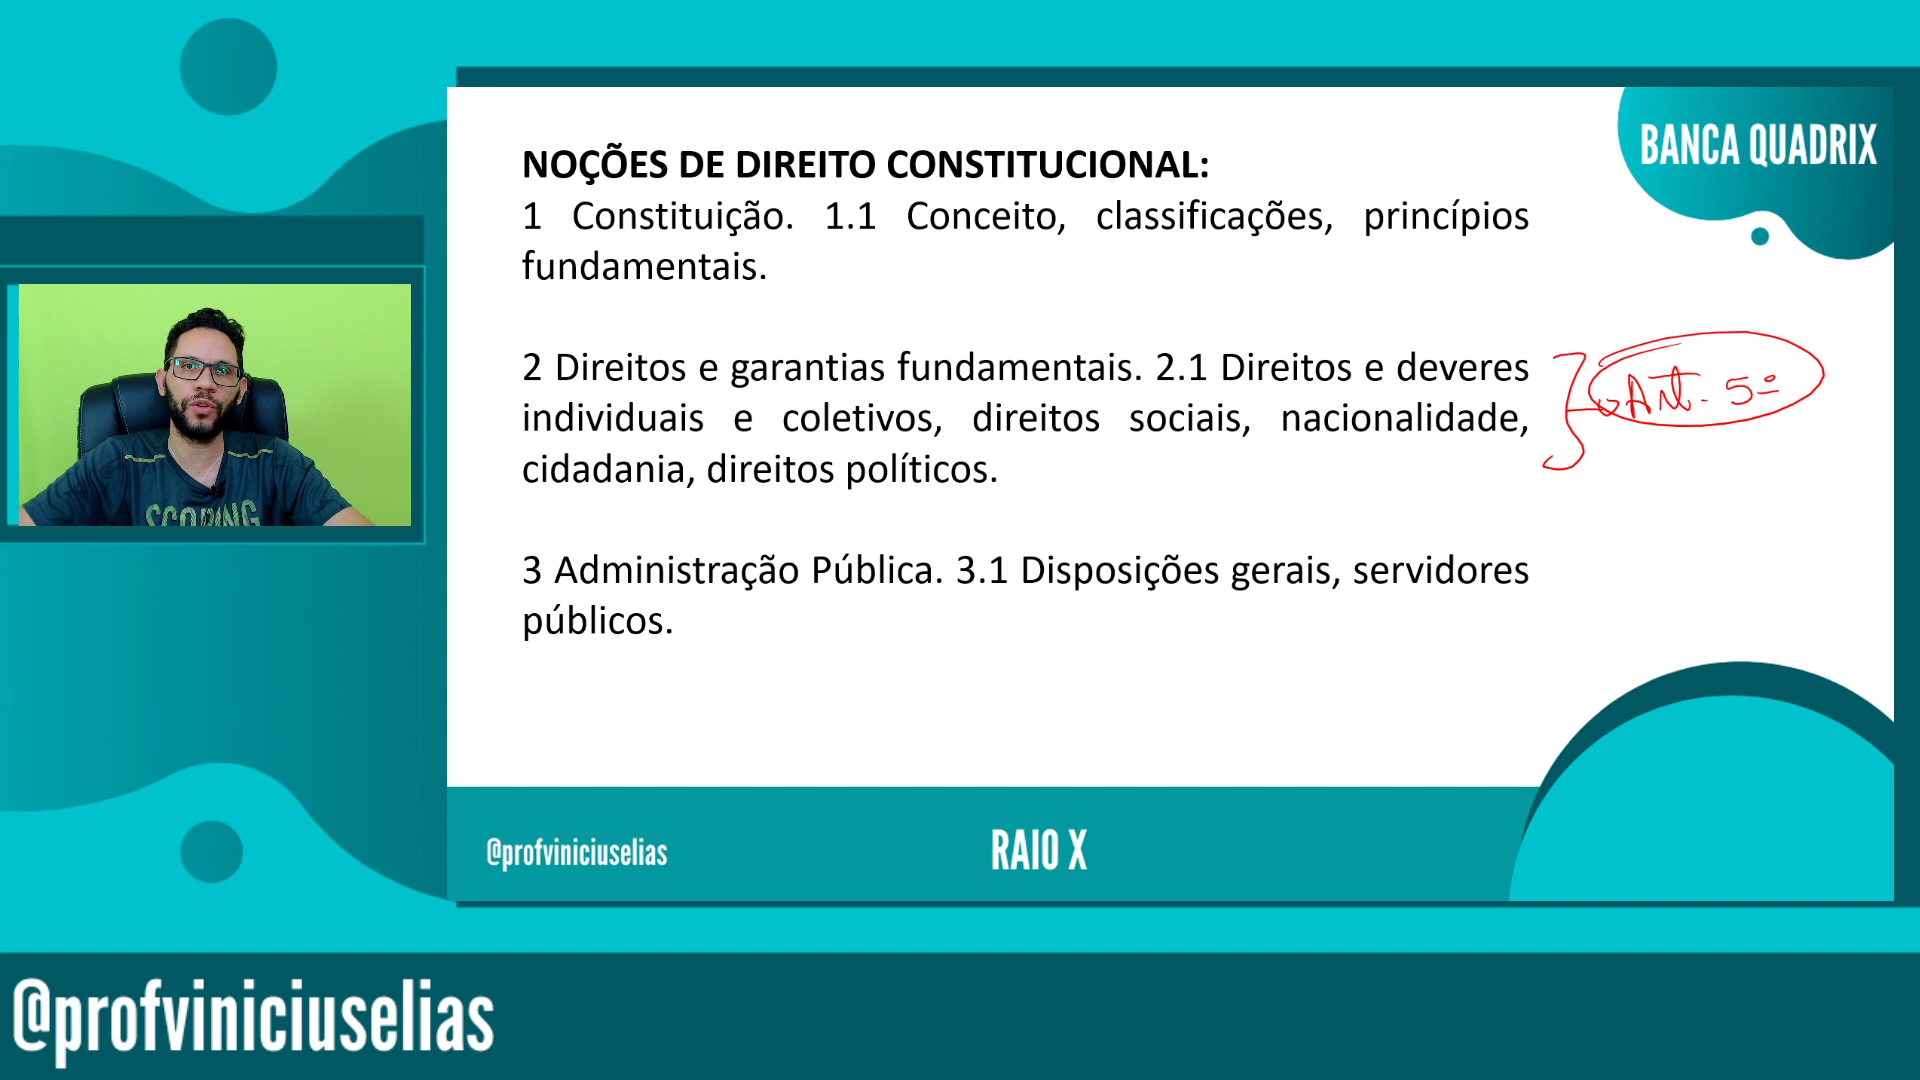 BANCA QUADRIX
NOÇÕES DE DIREITO CONSTITUCIONAL:
1 Constituição. 1.1 Conceito, classificações, princípios
fundamentais.
2 Direitos e garantias fundamentais. 2.1 Direitos e deveres
individuais e coletivos, direitos sociais, nacionalidade,
cidadania, direitos políticos.
Art. 5º
3 Administração Pública. 3.1 Disposições gerais, servidores
públicos.
SCORING
@profviniciuselias
RAIO X
@profviniciuselias